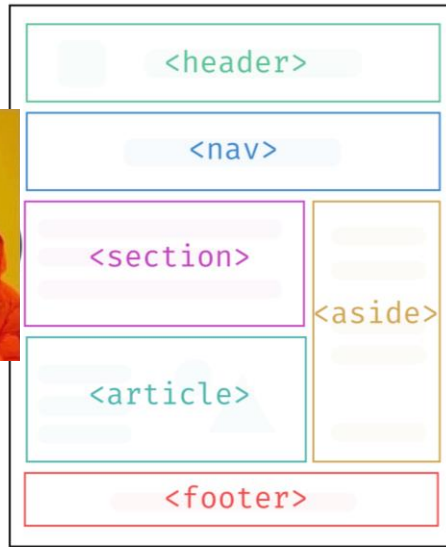 <header>
<nav>
<section>
<aside>
<article>
<footer>